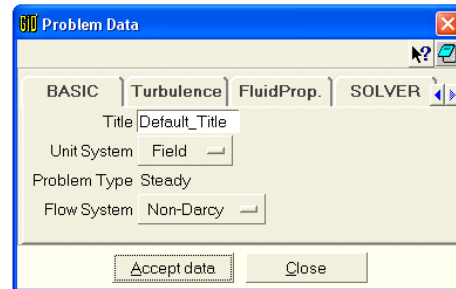 GID Problem Data
?
BASIC Turbulence FluidProp. SOLVER
Title Default_Title
Unit System Field
Problem Type Steady
Flow System Non-Darcy
Accept data Close